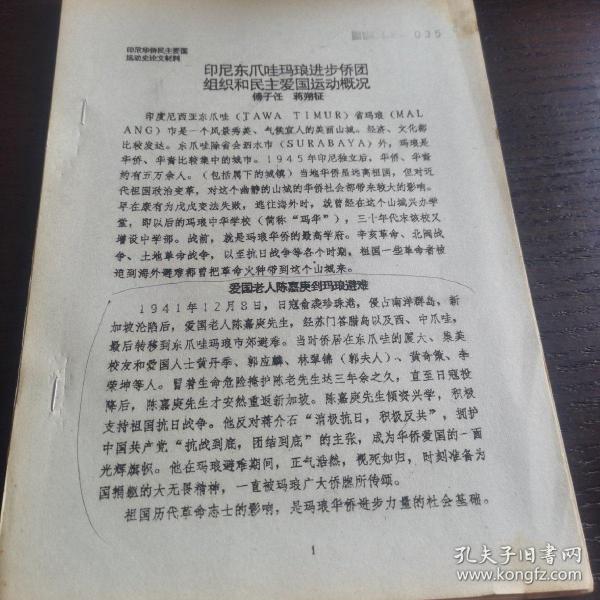 035
印尼华侨民主爱国
运动史论文材料
印尼东爪哇玛琅进步侨团
组织和民主爱国运动概况
傅子任 蒋翔征
印度尼西亚东爪哇(TAWA TIMUR)省玛琅(MAL
ANG)市是一个风景秀美、气候宜人的美丽山城。经济、文化都
比较发达。东爪哇除省会泗水市(SURABAYA)外,玛琅是
华侨、华裔比较集中的城市。1945年印尼独立后,华侨、华裔
约有五万余人。(包括属下的城镇)当地华侨虽远离祖国,但对近
代祖国政治变革,对这个幽静的山城的华侨社会都带来较大的影响。
早在康有为戊戌变法失败,逃往海外时,就曾经在这个山城兴办学
堂,即以后的玛琅中华学校(简称“玛华”),三十年代末该校又
增设中学部。战前,就是玛琅华侨的最高学府。辛亥革命、北阀战
争、土地革命战争,以至抗日战争等各个时期,祖国一些革命者被
迫到海外避难都曾把革命火种带到这个山城来。
爱国老人陈嘉庚到玛琅避难
1941年12月8日,日寇偷袭珍珠港,侵占南洋群岛,新
加坡沦陷后,爱国老人陈嘉庚先生,经苏门答腊岛以及西、中爪哇,
最后转移到东爪哇玛琅市郊避难。当时侨居在东爪哇的厦大、集美
校友和爱国人士黄丹季、郭应麟、林翠锦(郭夫人)、黄奇策、李
荣坤等人。冒着生命危险掩护陈老先生达三年余之久,直至日寇投
降后,陈嘉庚先生才安然重返新加坡。陈嘉庚先生倾资兴学,积极
支持祖国抗日战争。他反对蒋介石“消极抗日,积极反共”,拥护
中国共产党“抗战到底,团结到底”的主张,成为华侨爱国的一面
光辉旗帜。他在玛琅避难期间,正气浩然,视死如归,时刻准备为
国捐躯的大无畏精神,一直被玛琅广大侨胞所传颂。
祖国历代革命志士的影响,是玛琅华侨进步力量的社会基础。
1
孔夫子旧书网
www.kongfz.com